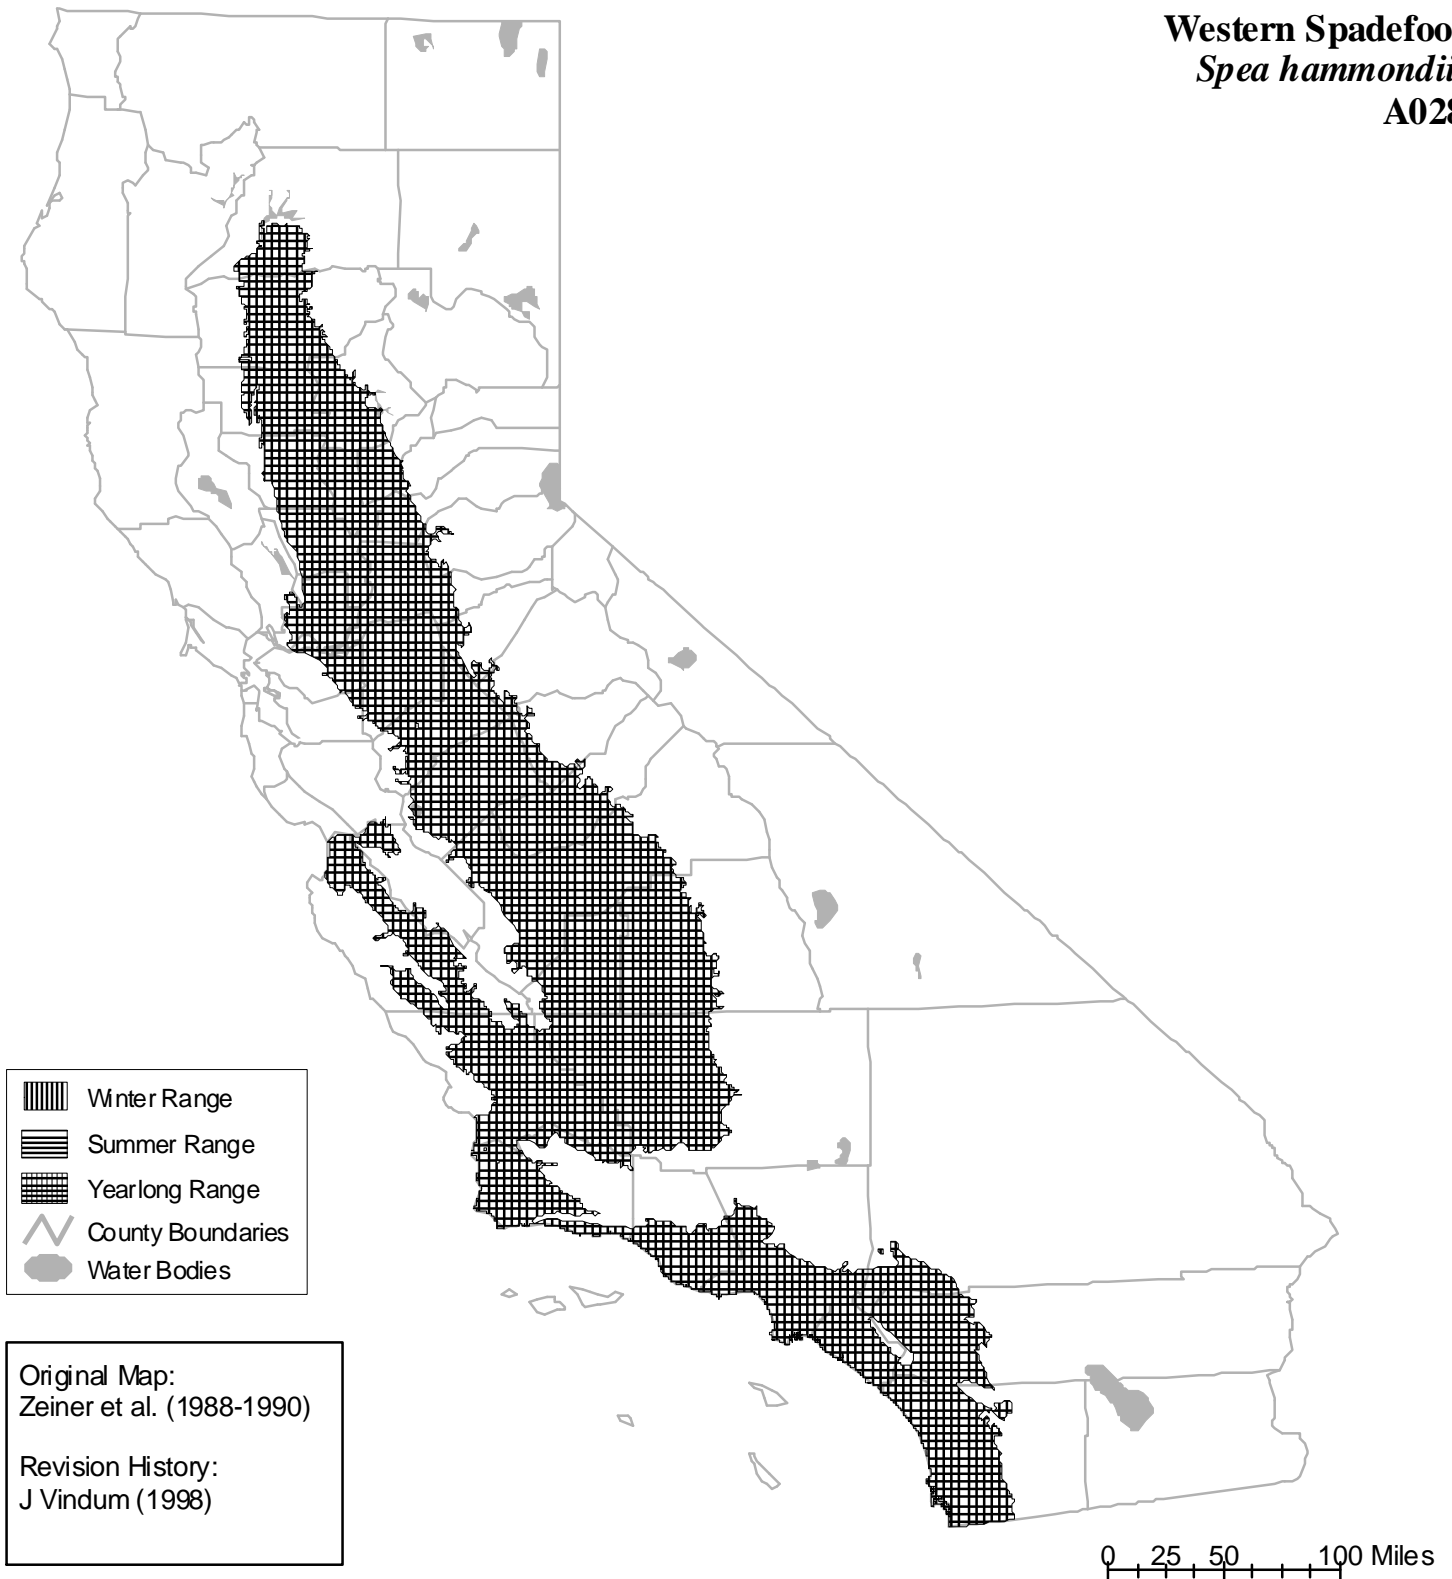 Western Spadefoo
Spea hammondii
A028
Winter Range
Summer Range
Yearlong Range
County Boundaries
Water Bodies
Original Map:
Zeiner et al. (1988-1990)
Revision History:
J Vindum (1998)
0 25 50 100 Miles